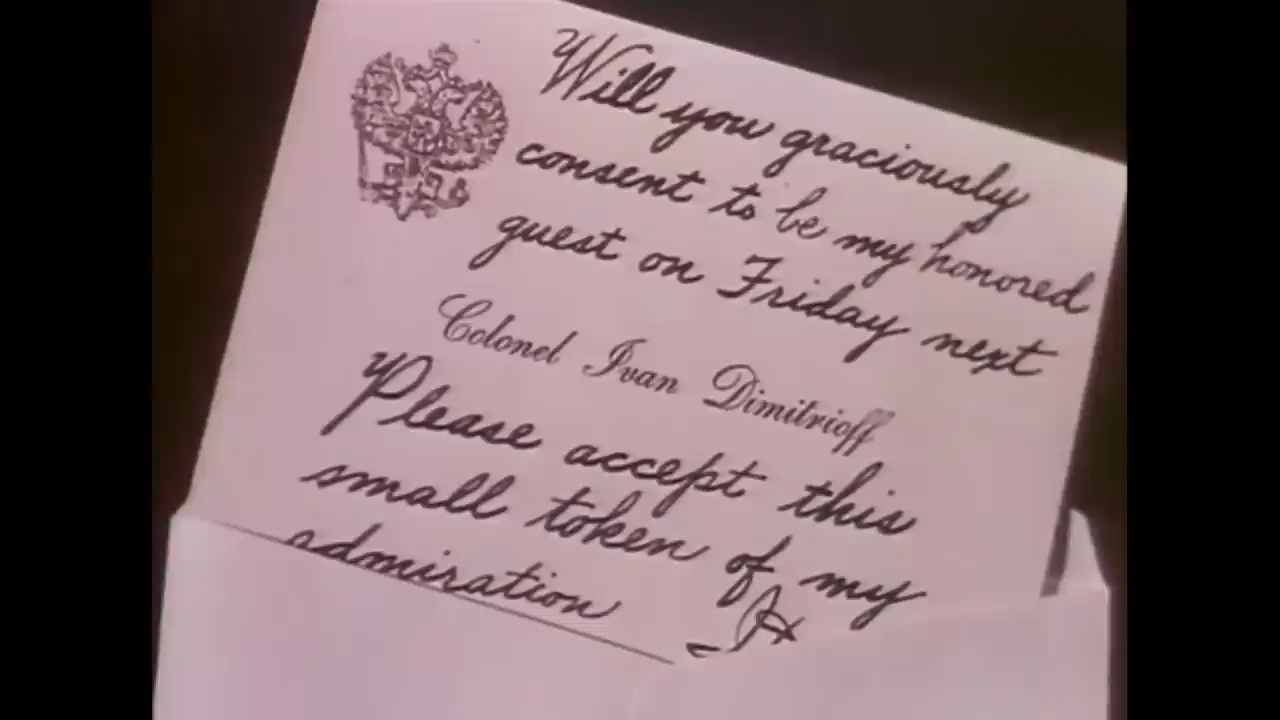 Will you graciously
consent to be my honored
guest on Friday next
Colonel Ivan Dimitrioff
Please accept this
small token of my
admiration